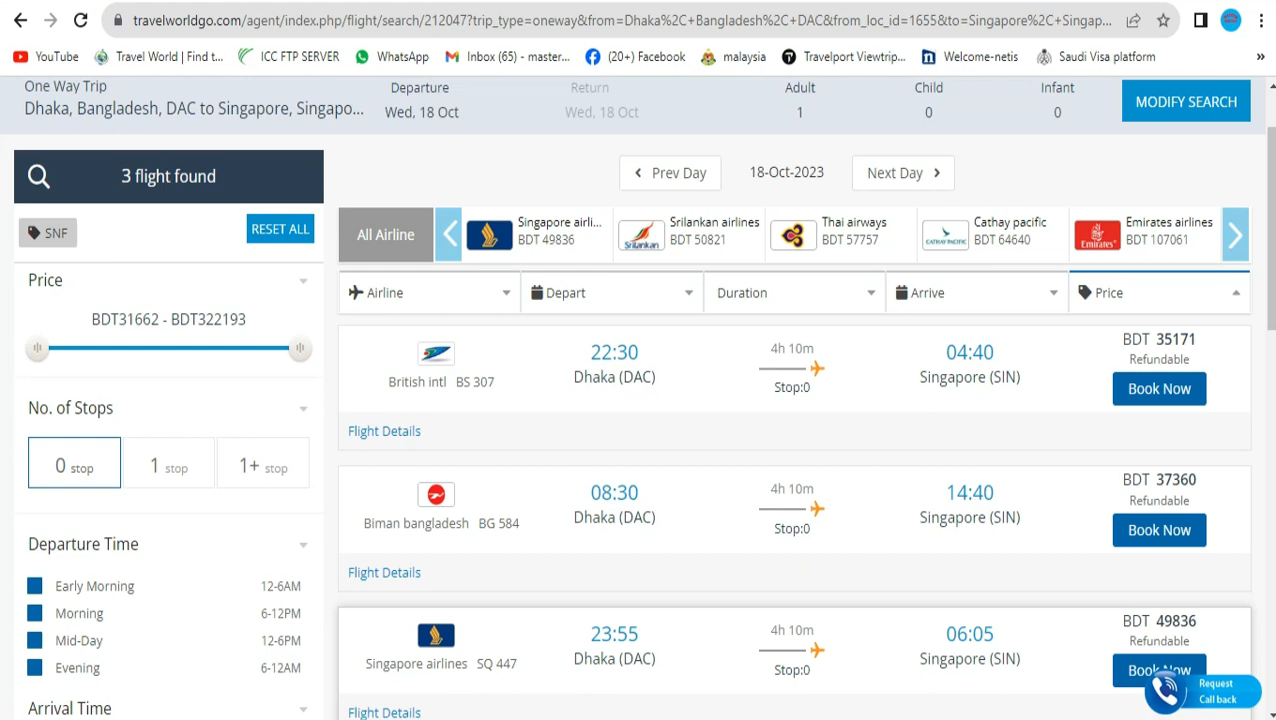 travelworldgo.com/agent/index.php/flight/search/212047?trip_type=oneway&from=Dhaka%2C+Bangladesh%2C+DAC&from_loc_id=1655&to=Singapore%2C+Singap...
YouTube
Travel World | Find t...
ICC FTP SERVER
WhatsApp
Inbox (65) - master...
(20+) Facebook
malaysia
Travelport Viewtrip...
Welcome-netis
Saudi Visa platform
»
One Way Trip
Dhaka, Bangladesh, DAC to Singapore, Singapo...
Departure
Wed, 18 Oct
Return
Wed, 18 Oct
Adult
1
Child
0
Infant
0
MODIFY SEARCH
3 flight found
Prev Day
18-Oct-2023
Next Day
SNF
RESET ALL
All Airline
Singapore airli...
BDT 49836
Srilankan
Srilankan airlines
BDT 50821
Thai airways
BDT 57757
CATHAY PACIFIC
Cathay pacific
BDT 64640
Emirates
Emirates airlines
BDT 107061
Price
BDT31662 - BDT322193
No. of Stops
0 stop
1 stop
1+ stop
Departure Time
Early Morning 12-6AM
Morning 6-12PM
Mid-Day 12-6PM
Evening 6-12AM
Arrival Time
Airline
Depart
Duration
Arrive
Price
British intl BS 307
22:30
Dhaka (DAC)
4h 10m
Stop:0
04:40
Singapore (SIN)
BDT 35171
Refundable
Book Now
Flight Details
Biman bangladesh BG 584
08:30
Dhaka (DAC)
4h 10m
Stop:0
14:40
Singapore (SIN)
BDT 37360
Refundable
Book Now
Flight Details
Singapore airlines SQ 447
23:55
Dhaka (DAC)
4h 10m
Stop:0
06:05
Singapore (SIN)
BDT 49836
Refundable
Book Now
Flight Details
Request
Call back